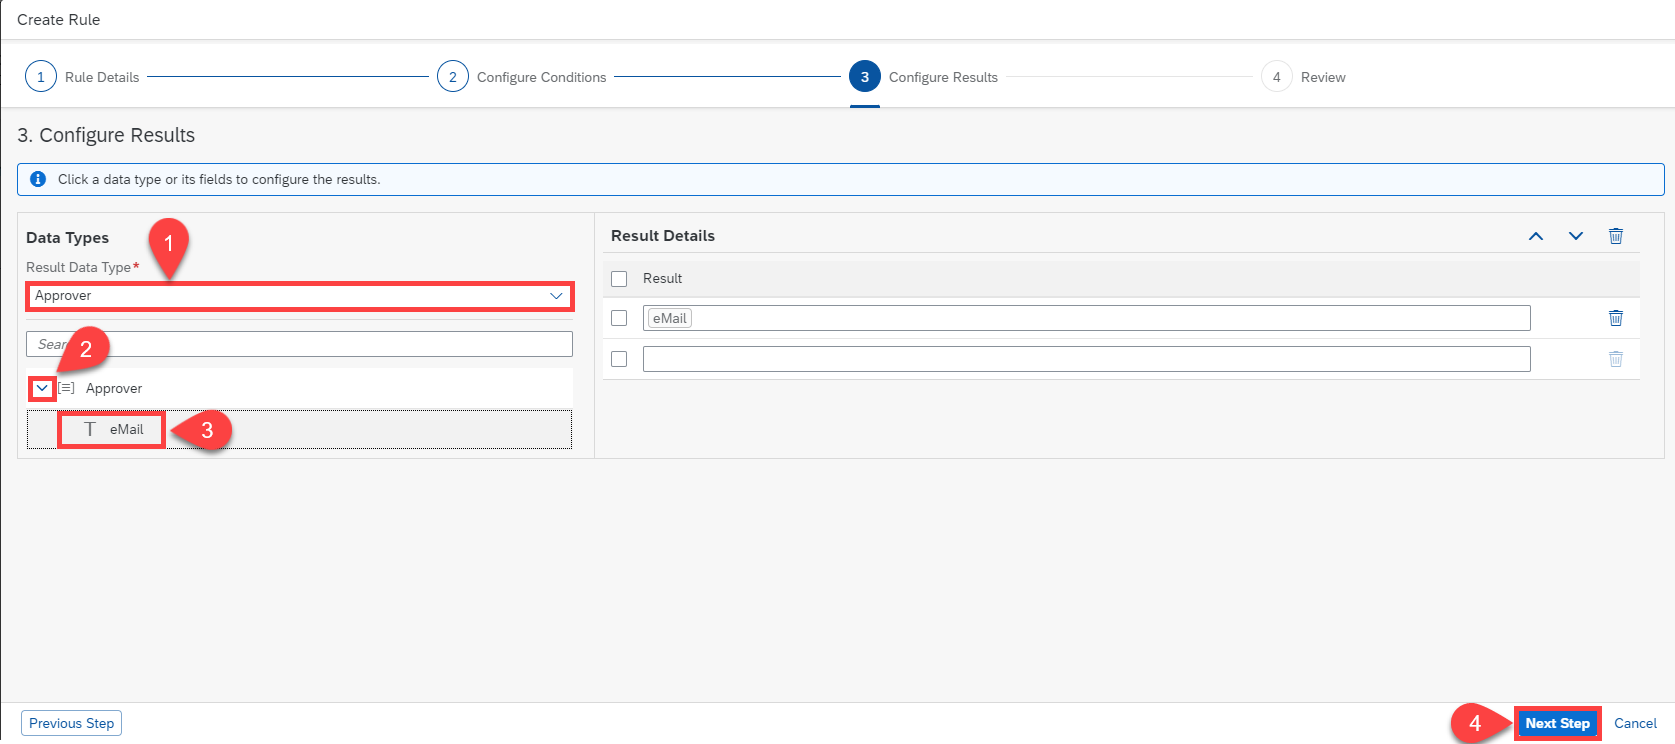 Create Rule
1 Rule Details 2 Configure Conditions 3 Configure Results 4 Review
3. Configure Results
Click a data type or its fields to configure the results.
Data Types
1
Result Data Type*
Approver
Sear
2
Approver
T eMail
3
Result Details
Result
eMail
Previous Step
4
Next Step
Cancel